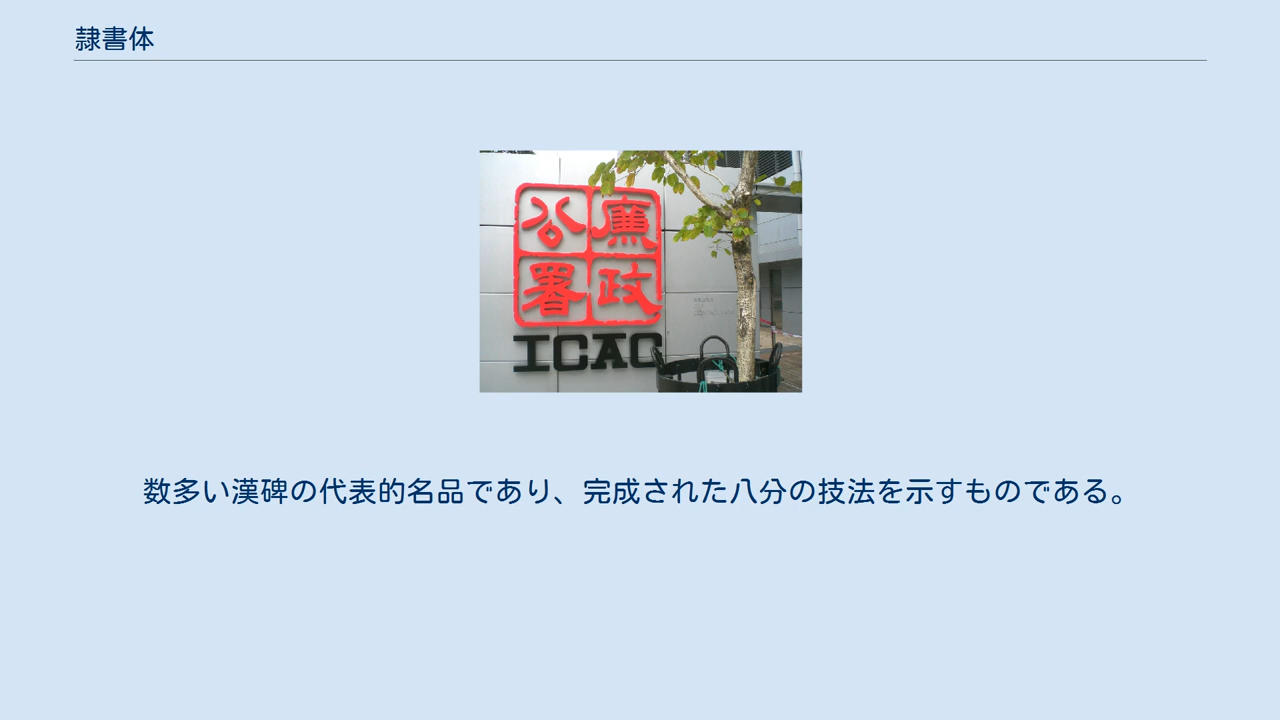 隷書体
廉政
公署
ICAC
数多い漢碑の代表的名品であり、完成された八分の技法を示すものである。